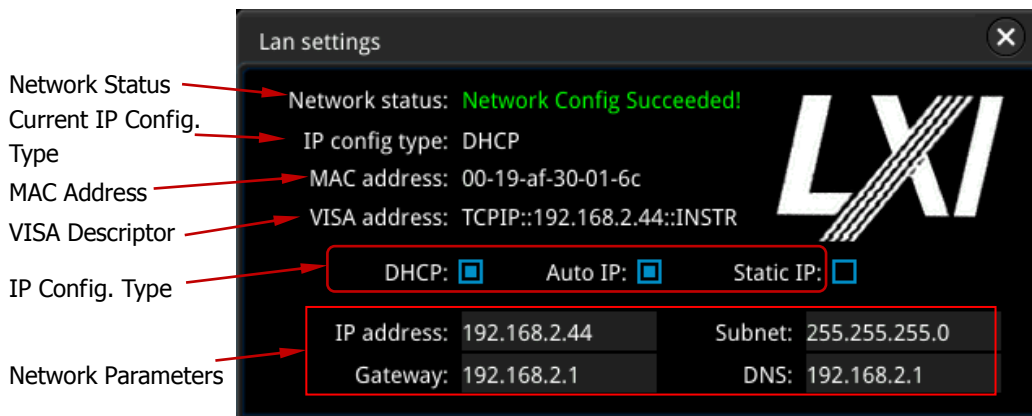 Lan settings
Network Status
Current IP Config.
Type
MAC Address
VISA Descriptor
IP Config. Type
Network Parameters
Network status: Network Config Succeeded!
IP config type: DHCP
MAC address: 00-19-af-30-01-6c
VISA address: TCPIP::192.168.2.44::INSTR
LXI
DHCP: Auto IP: Static IP:
IP address: 192.168.2.44 Subnet: 255.255.255.0
Gateway: 192.168.2.1 DNS: 192.168.2.1